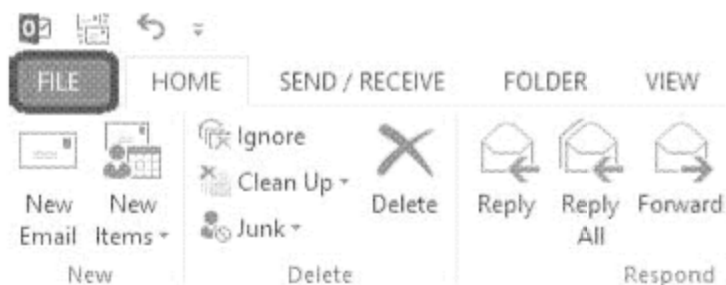 FILE HOME SEND / RECEIVE FOLDER VIEW
Ignore
Clean Up
Junk
New Email
New Items
Delete
Reply
Reply All
Forward
New Delete Respond